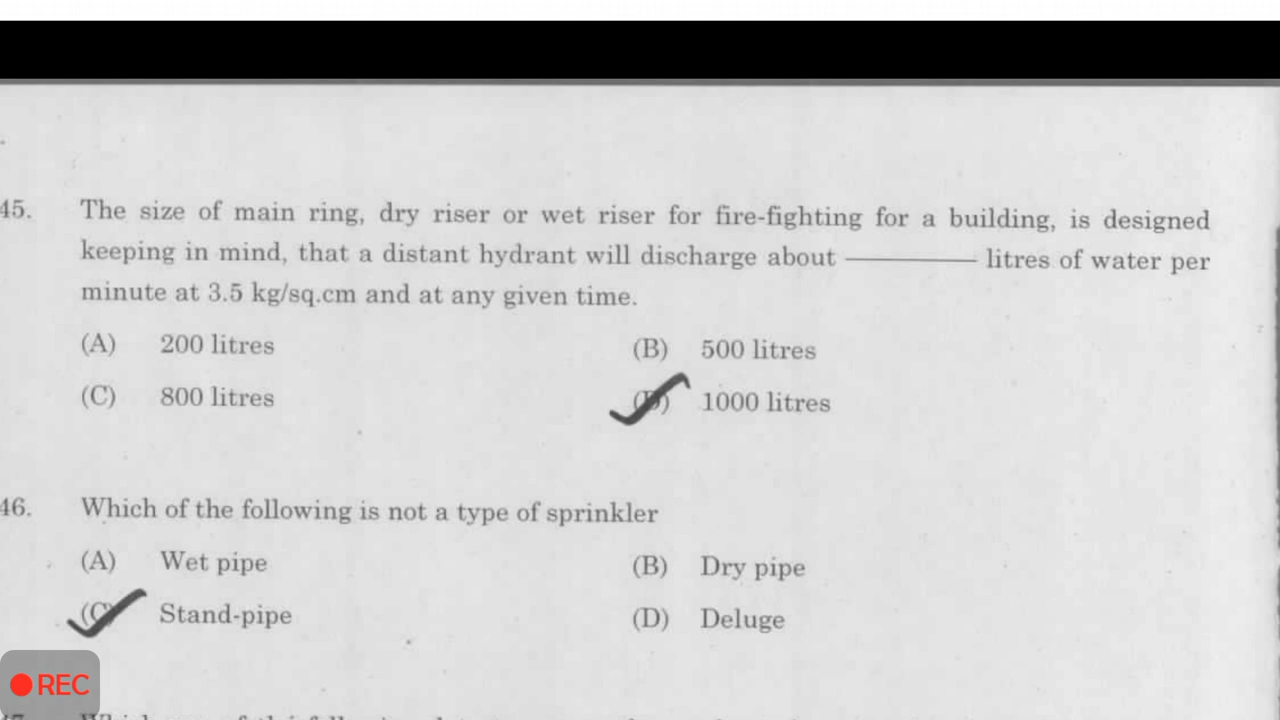 45. The size of main ring, dry riser or wet riser for fire-fighting for a building, is designed
keeping in mind, that a distant hydrant will discharge about ———— litres of water per
minute at 3.5 kg/sq.cm and at any given time.
(A) 200 litres (B) 500 litres
(C) 800 litres (D) 1000 litres
46. Which of the following is not a type of sprinkler
(A) Wet pipe (B) Dry pipe
(C) Stand-pipe (D) Deluge
REC